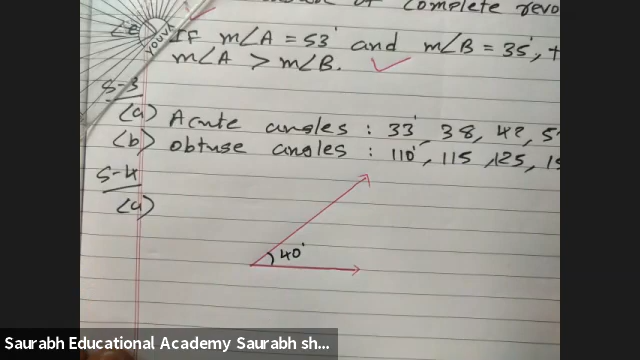 of Complete revo
(e) If m∠A = 53° and m∠B = 35°,
m∠A > m∠B.
S-3
(a) Acute angles : 33°, 38, 42, 5
(b) obtuse angles : 110°, 115, 125, 1
S-4
(a)
40°
YOUVA
Saurabh Educational Academy Saurabh sh...